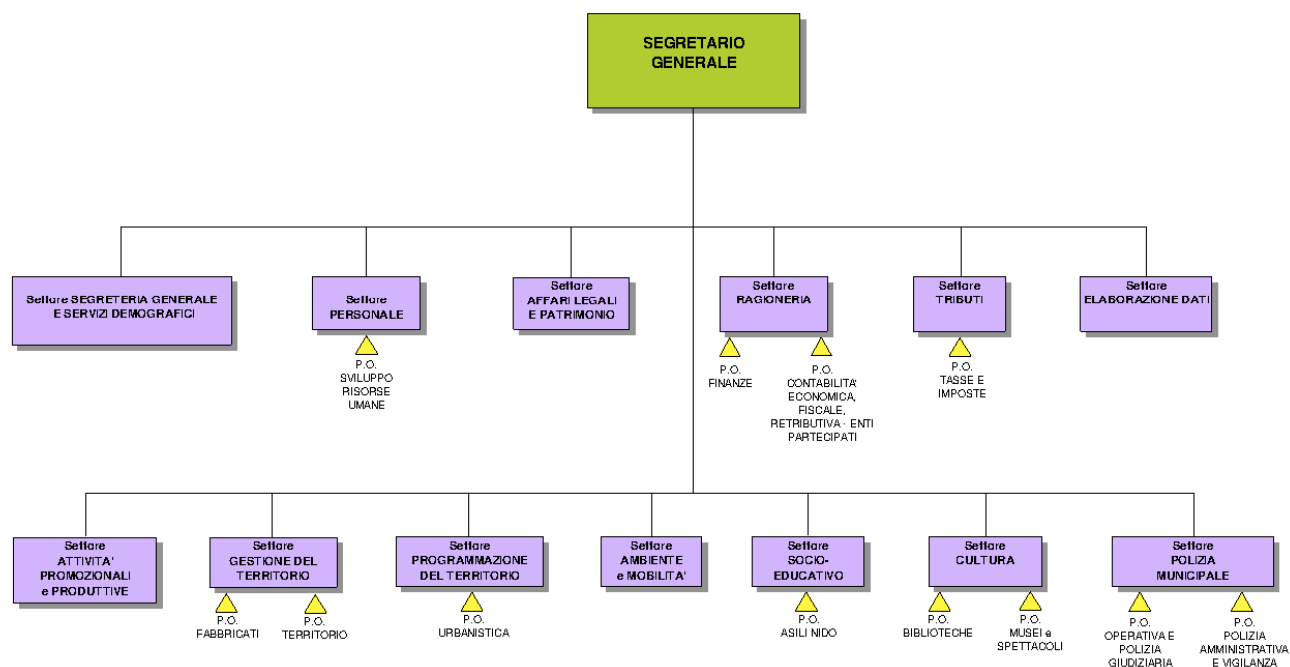 SEGRETARIO
GENERALE
Settore SEGRETERIA GENERALE
E SERVIZI DEMOGRAFICI
Settore
PERSONALE
Settore
AFFARI LEGALI
E PATRIMONIO
Settore
RAGIONERIA
Settore
TRIBUTI
Settore
ELABORAZIONE DATI
P.O.
SVILUPPO
RISORSE
UMANE
P.O.
FINANZE
P.O.
CONTABILITA'
ECONOMICA,
FISCALE,
RETRIBUTIVA - ENTI
PARTECIPATI
P.O.
TASSE E
IMPOSTE
Settore
ATTIVITA'
PROMOZIONALI
e PRODUTTIVE
Settore
GESTIONE DEL
TERRITORIO
Settore
PROGRAMMAZIONE
DEL TERRITORIO
Settore
AMBIENTE
e MOBILITA'
Settore
SOCIO-
EDUCATIVO
Settore
CULTURA
Settore
POLIZIA
MUNICIPALE
P.O.
FABBRICATI
P.O.
TERRITORIO
P.O.
URBANISTICA
P.O.
ASILI NIDO
P.O.
BIBLIOTECHE
P.O.
MUSEI e
SPETTACOLI
P.O.
OPERATIVA E
POLIZIA
GIUDIZIARIA
P.O.
POLIZIA
AMMINISTRATIVA
E VIGILANZA